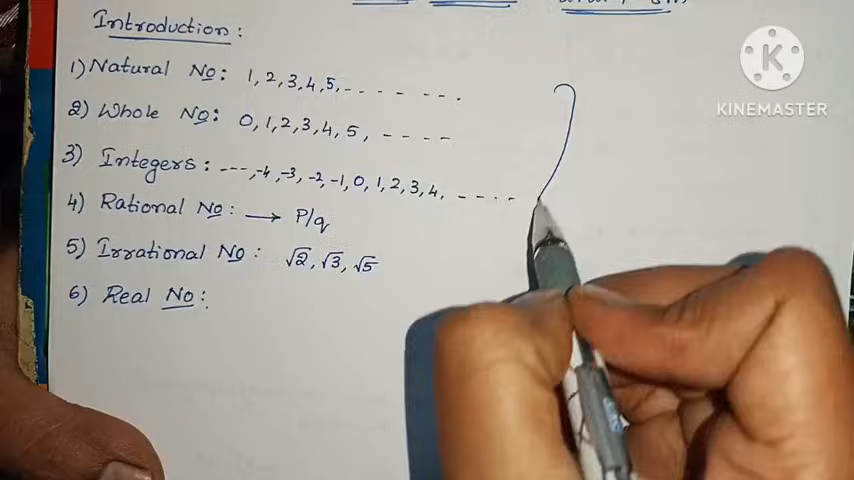 Introduction:
1) Natural No: 1, 2, 3, 4, 5, - - - - - - .
2) Whole No: 0, 1, 2, 3, 4, 5, - - - -
3) Integers: - - - , -4, -3, -2, -1, 0, 1, 2, 3, 4, - - - -
4) Rational No: → P/q
5) Irrational No: √2, √3, √5
6) Real No:
KINEMASTER